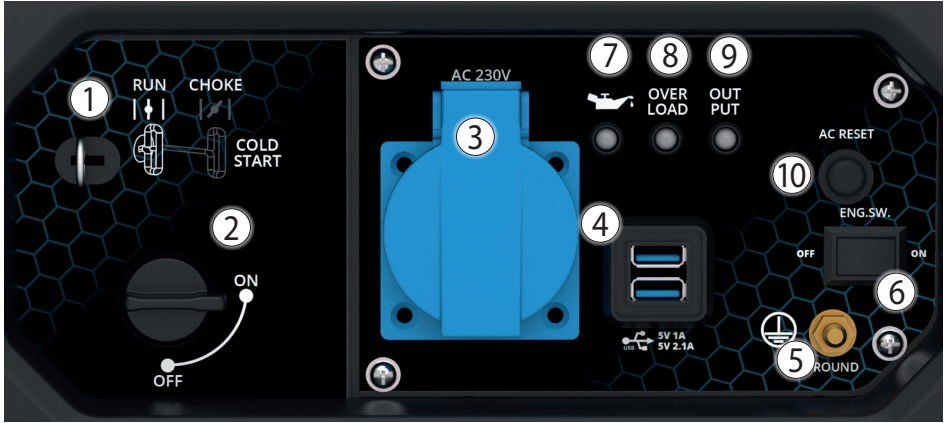 1
RUN
CHOKE
COLD
START
2
ON
OFF
AC 230V
3
4
USB
5V 1A
5V 2.1A
7
8
9
OVER
LOAD
OUT
PUT
AC RESET
10
ENG.SW.
OFF
ON
6
5
ROUND